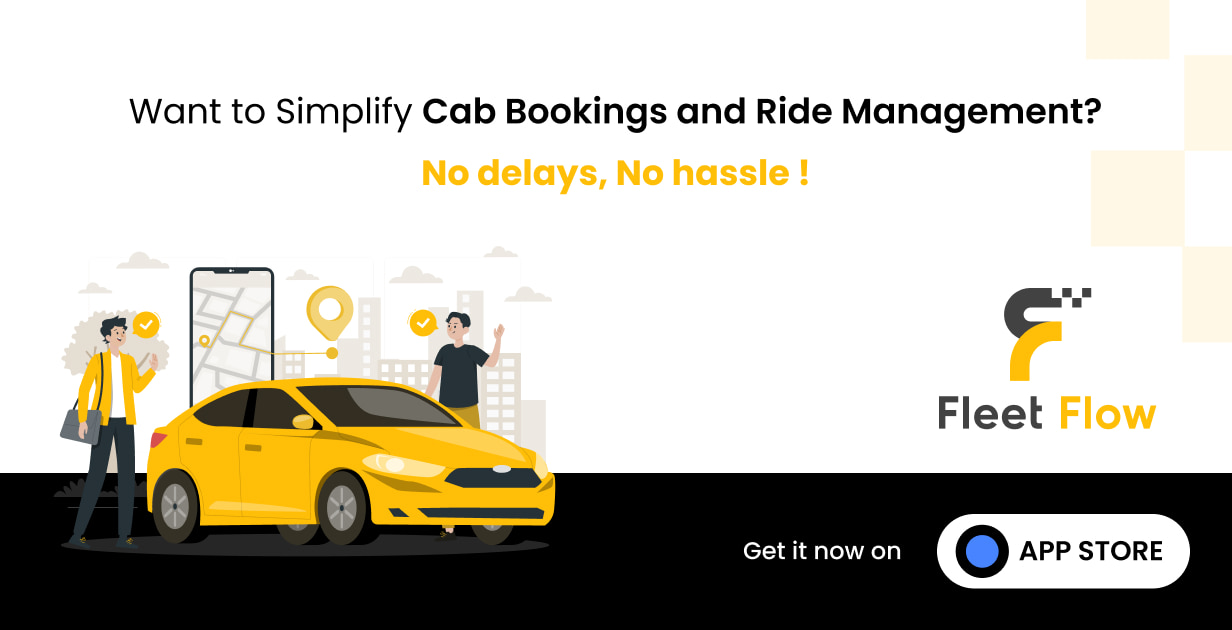 Want to Simplify Cab Bookings and Ride Management?
No delays, No hassle !
Fleet Flow
Get it now on
APP STORE